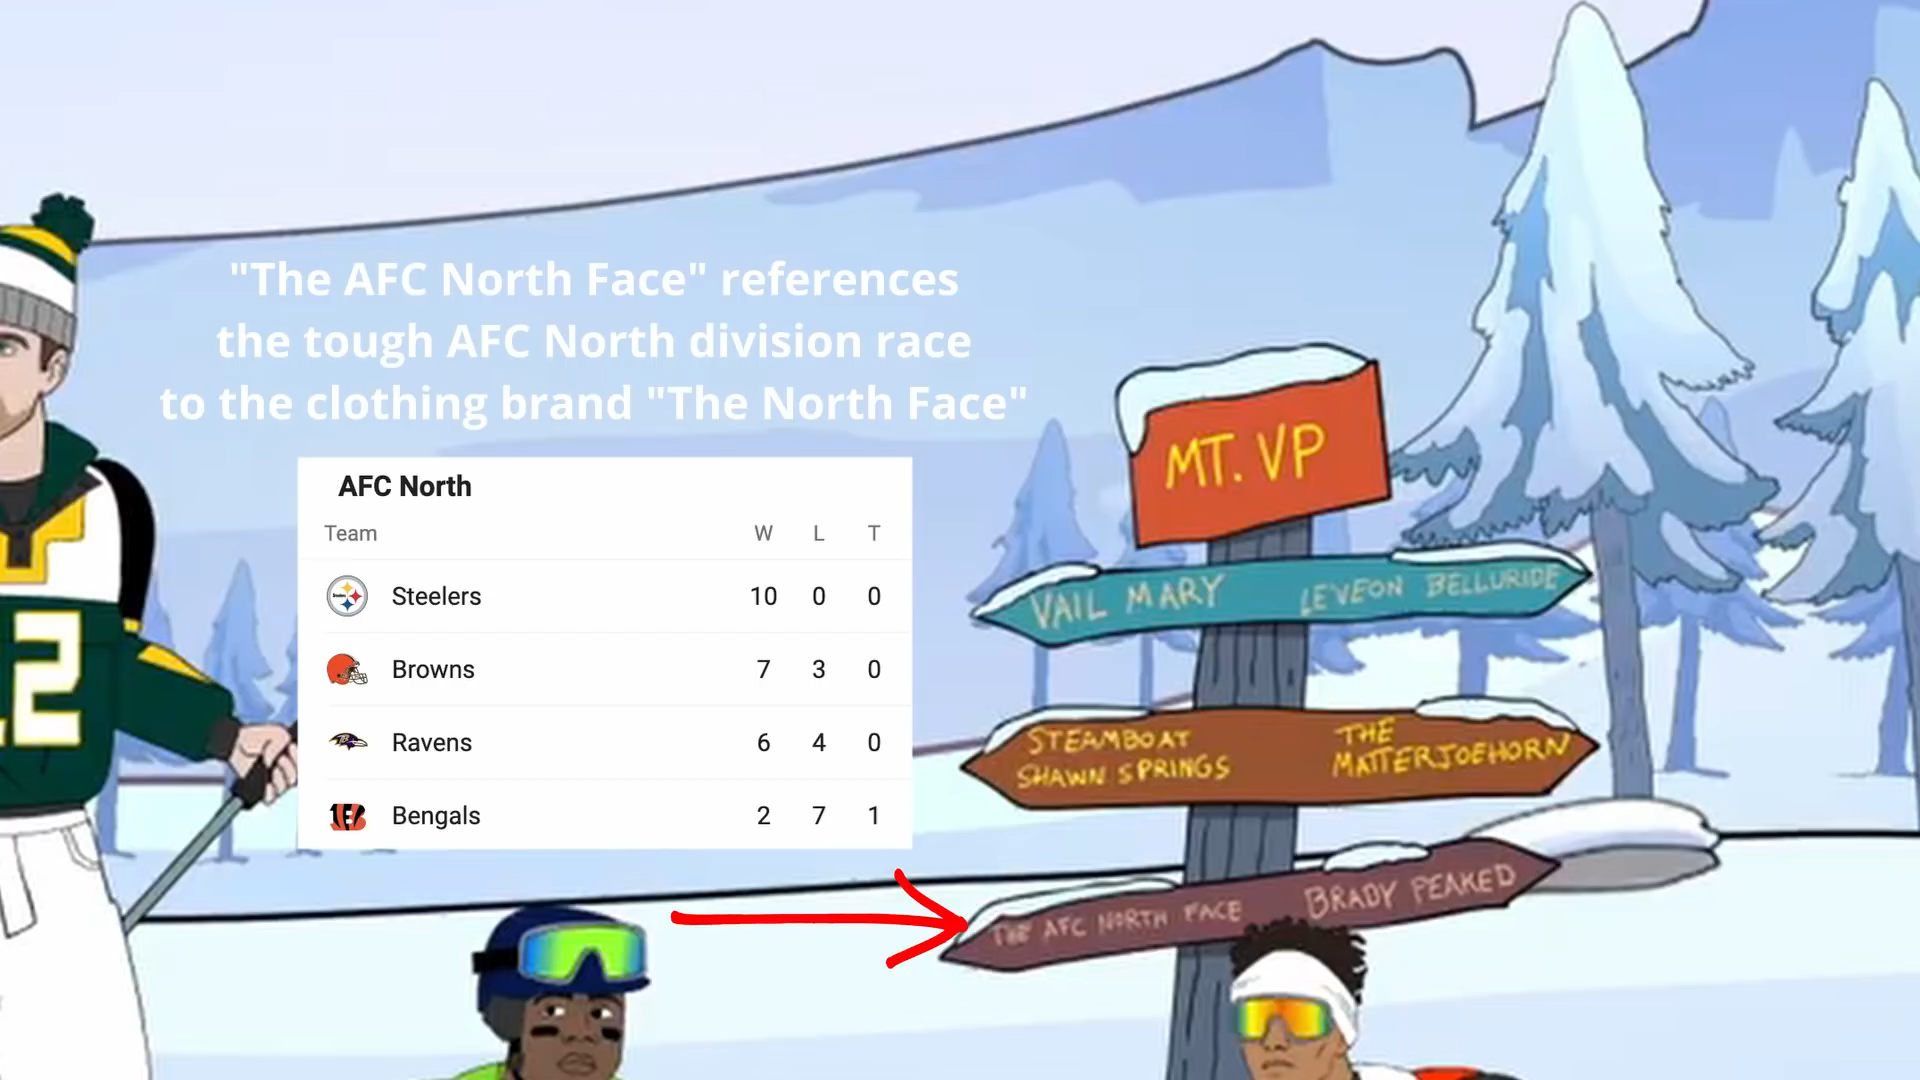 "The AFC North Face" references
the tough AFC North division race
to the clothing brand "The North Face"
AFC North
Team W L T
Steelers 10 0 0
Browns 7 3 0
Ravens 6 4 0
Bengals 2 7 1
12
MT. VP
VAIL MARY LEVEON BELLURIDE
STEAMBOAT
SHAWN SPRINGS
THE
MATTERJOEHORN
THE AFC NORTH FACE BRADY PEAKED